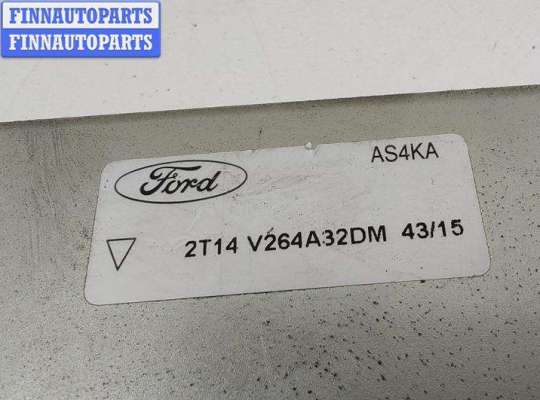 FINNAUTOPARTS
FINNAUTOPARTS
Ford
AS4KA
2T14 V264A32DM 43/15